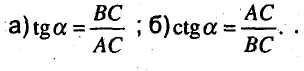 а) tg α = BC/AC ; б) ctg α = AC/BC. .